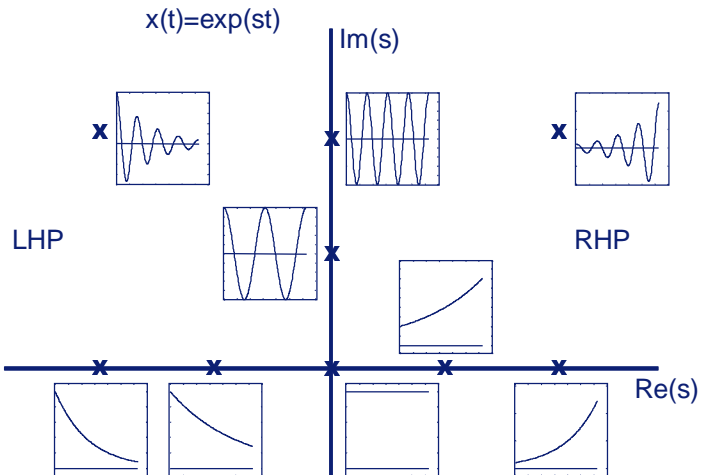 x(t)=exp(st)
Im(s)
LHP
RHP
Re(s)